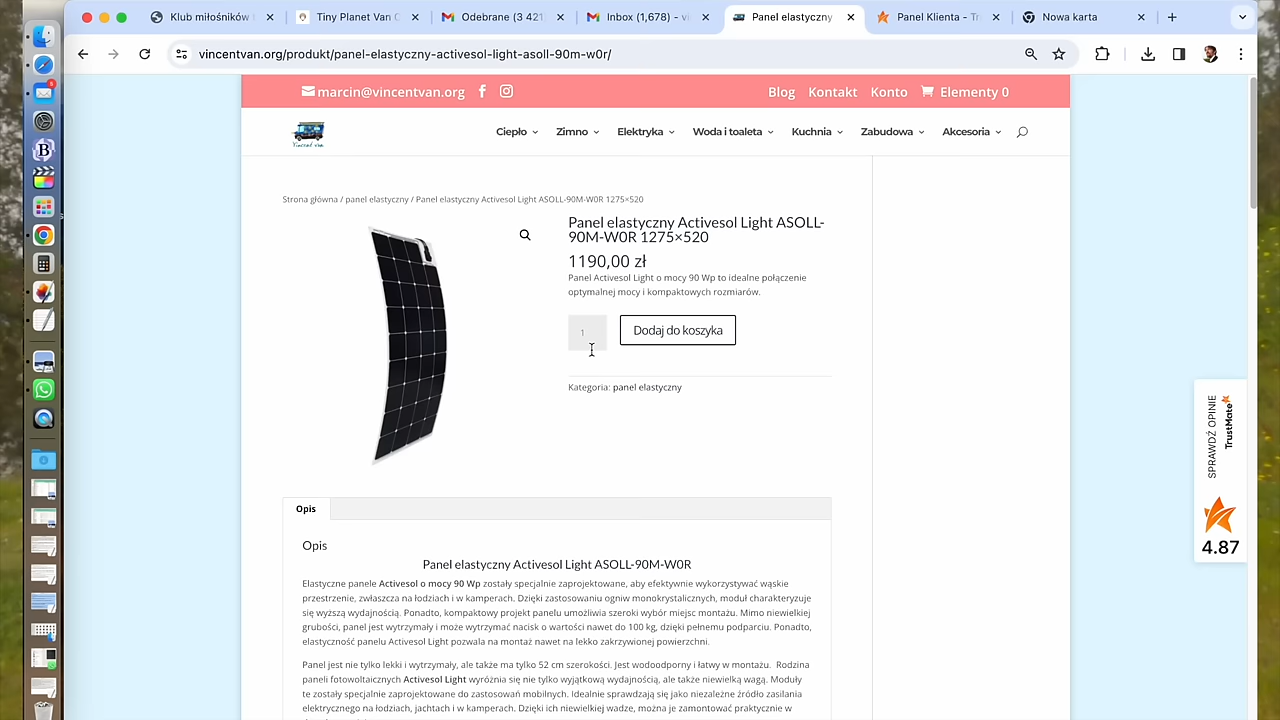 Klub miłośników
Tiny Planet Van C
Odebrane (3 42
Inbox (1,678) - vi
Panel elastyczny
Panel Klienta - Tr
Nowa karta
vincentvan.org/produkt/panel-elastyczny-activesol-light-asoll-90m-w0r/
marcin@vincentvan.org
Blog Kontakt Konto Elementy 0
Vincent van
Ciepło Zimno Elektryka Woda i toaleta Kuchnia Zabudowa Akcesoria
Strona główna / panel elastyczny / Panel elastyczny Activesol Light ASOLL-90M-W0R 1275×520
Panel elastyczny Activesol Light ASOLL-
90M-W0R 1275×520
1190,00 zł
Panel Activesol Light o mocy 90 Wp to idealne połączenie
optymalnej mocy i kompaktowych rozmiarów.
1
Dodaj do koszyka
Kategoria: panel elastyczny
SPRAWDŹ OPINIE
TrustMate
4.87
Opis
Opis
Panel elastyczny Activesol Light ASOLL-90M-W0R
Elastyczne panele Activesol o mocy 90 Wp zostały specjalnie zaprojektowane, aby efektywnie wykorzystywać wąskie
przestrzenie, zwłaszcza na łodziach i w kamperach. Dzięki zastosowaniu ogniw monokrystalicznych, moduł charakteryzuje
się wyższą wydajnością. Ponadto, kompaktowy projekt panelu umożliwia szeroki wybór miejsc montażu. Mimo niewielkiej
grubości, panel jest wytrzymały i może wytrzymać nacisk o wartości nawet do 100 kg, dzięki pełnemu podparciu. Ponadto,
elastyczność panelu Activesol Light pozwala na montaż nawet na lekko zakrzywionej powierzchni.
Panel jest nie tylko lekki i wytrzymały, ale także ma tylko 52 cm szerokości. Jest wodoodporny i łatwy w montażu. Rodzina
paneli fotowoltaicznych Activesol Light wyróżnia się nie tylko wyjątkową wydajnością, ale także niewielką wagą. Moduły
te zostały specjalnie zaprojektowane do zastosowań mobilnych. Idealnie sprawdzają się jako niezależne źródło zasilania
elektrycznego na łodziach, jachtach i w kamperach. Dzięki ich niewielkiej wadze, można je zamontować praktycznie w